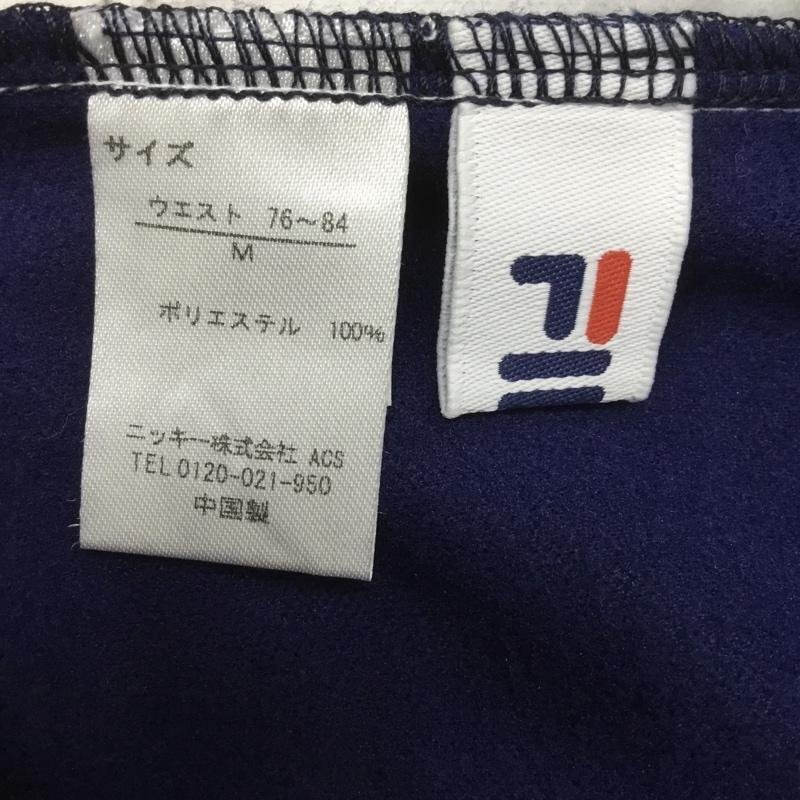 サイズ
ウエスト 76～84
M
ポリエステル 100%
ニッキー株式会社 ACS
TEL 0120-021-950
中国製